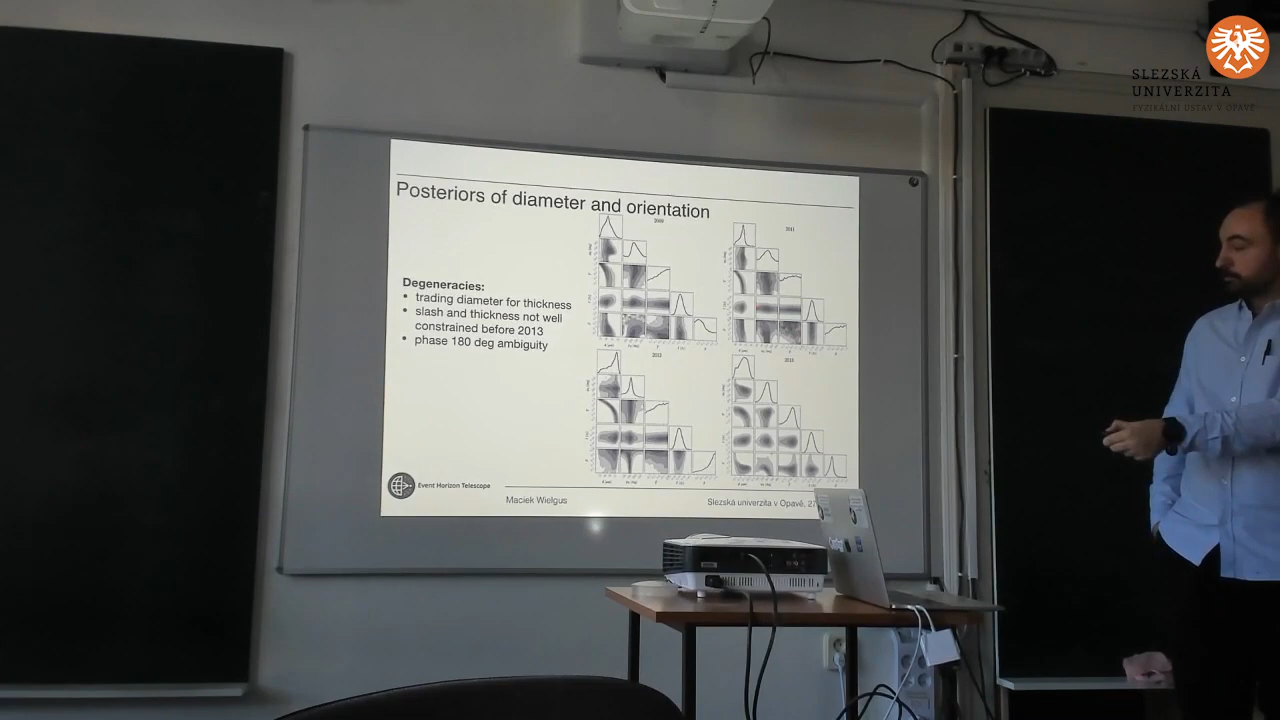 SLEZSKÁ
UNIVERZITA
FYZIKÁLNÍ ÚSTAV V OPAVĚ
Posteriors of diameter and orientation
2011
2012
2013
Degeneracies:
• trading diameter for thickness
• slash and thickness not well
constrained before 2013
• phase 180 deg ambiguity
Event Horizon Telescope
Maciek Wielgus
Slezská univerzita v Opavě,